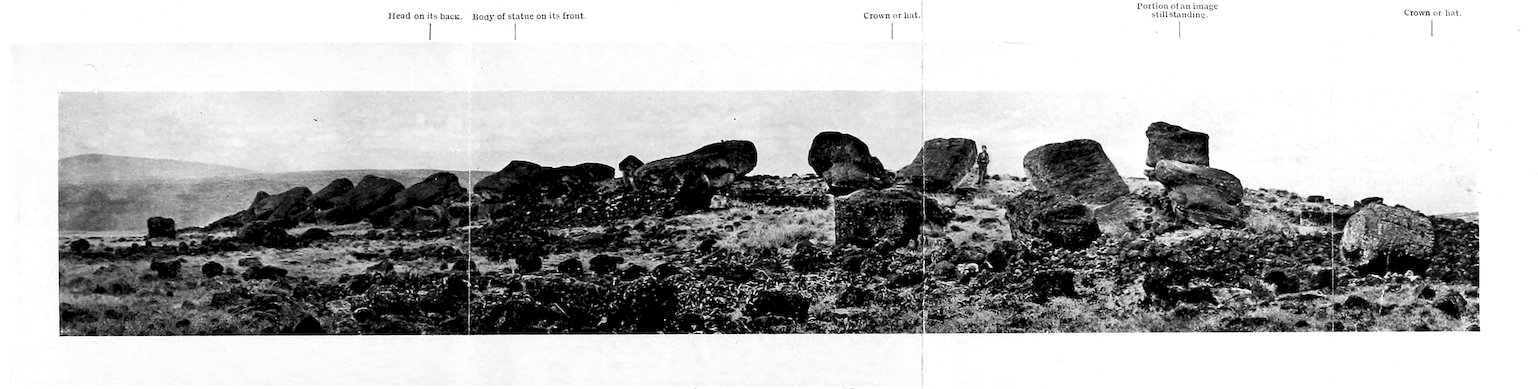 Head on its back.
Body of statue on its front.
Crown or hat.
Portion of an image
still standing.
Crown or hat.